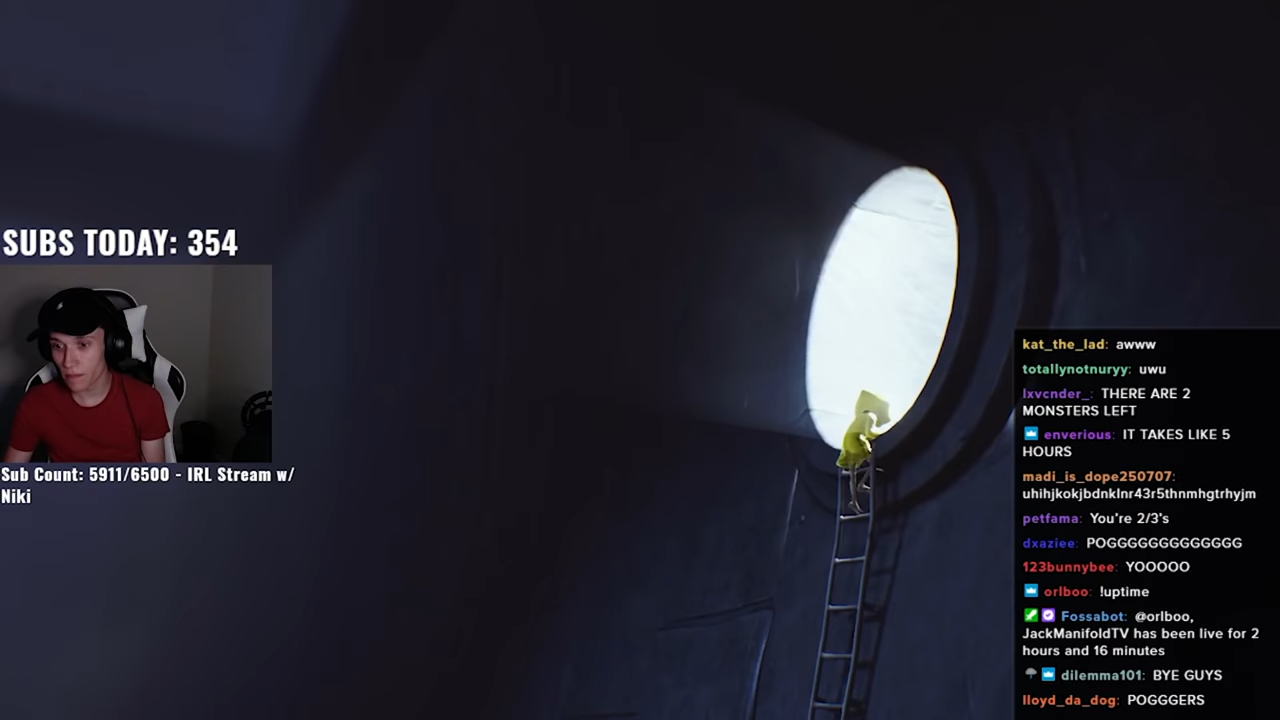 SUBS TODAY: 354
Sub Count: 5911/6500 - IRL Stream w/
Niki
kat_the_lad: awww
totallynotnuryy: uwu
lxvcnder_: THERE ARE 2
MONSTERS LEFT
enverious: IT TAKES LIKE 5
HOURS
madi_is_dope250707:
uhihjkokjbdnklnr43r5thnmhgtrhyjm
petfama: You're 2/3's
dxaziee: POGGGGGGGGGGGGG
123bunnybee: YOOOOO
orlboo: !uptime
Fossabot: @orlboo,
JackManifoldTV has been live for 2
hours and 16 minutes
dilemma101: BYE GUYS
lloyd_da_dog: POGGGERS